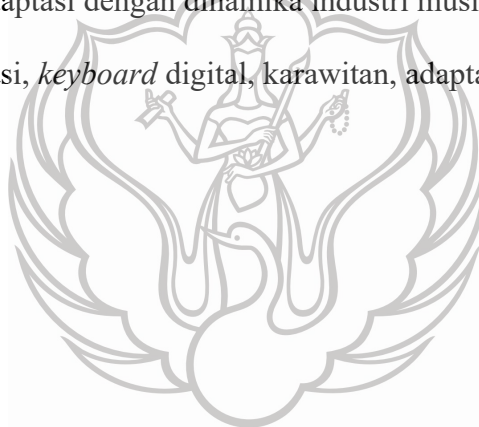 aptasi dengan dinamika industri musi
si, keyboard digital, karawitan, adapta